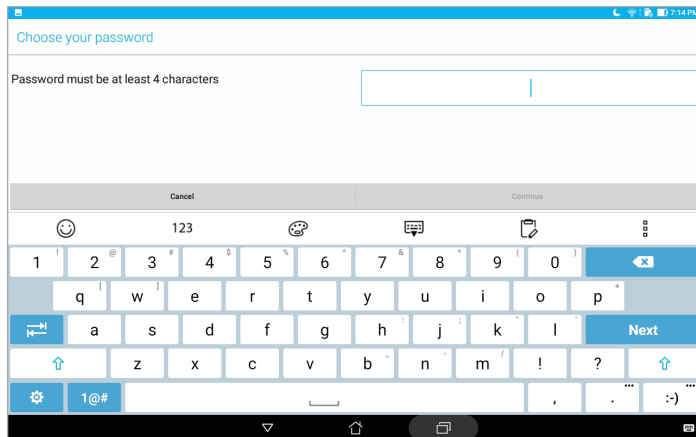 7:14 PM
Choose your password
Password must be at least 4 characters
Cancel Continue
123
! @ # $ % ^ & * ( )
1 2 3 4 5 6 7 8 9 0
[ ] +
q w e r t y u i o p
: ; " '
a s d f g h j k l Next
- ' /
z x c v b n m ! ?
1@# , . :-)